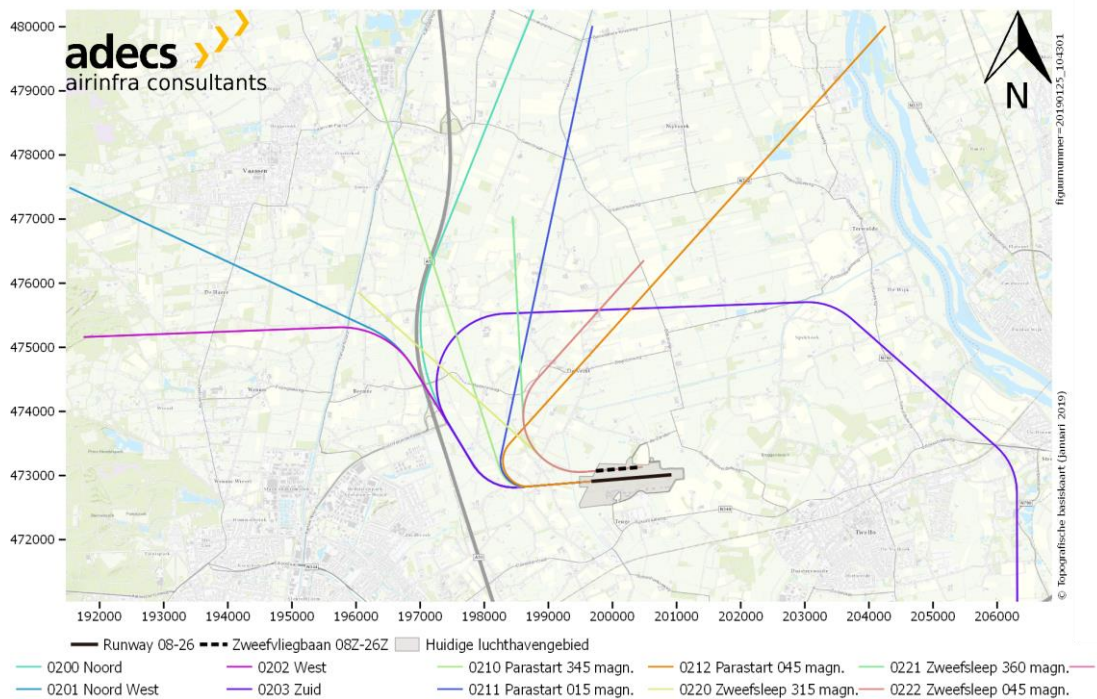 480000
adecs
airinfra consultants
479000
478000
477000
476000
475000
474000
473000
472000
192000 193000 194000 195000 196000 197000 198000 199000 200000 201000 202000 203000 204000 205000 206000
N
figuurnummer=20190125_104301
© Topografische basiskaart (januari 2019)
Vaassen
Nijbroek
Terwolde
Twello
Runway 08-26 Zweefvliegbaan 08Z-26Z Huidige luchthavengebied
0200 Noord 0202 West 0210 Parastart 345 magn. 0212 Parastart 045 magn. 0221 Zweefsleep 360 magn.
0201 Noord West 0203 Zuid 0211 Parastart 015 magn. 0220 Zweefsleep 315 magn. 0222 Zweefsleep 045 magn.